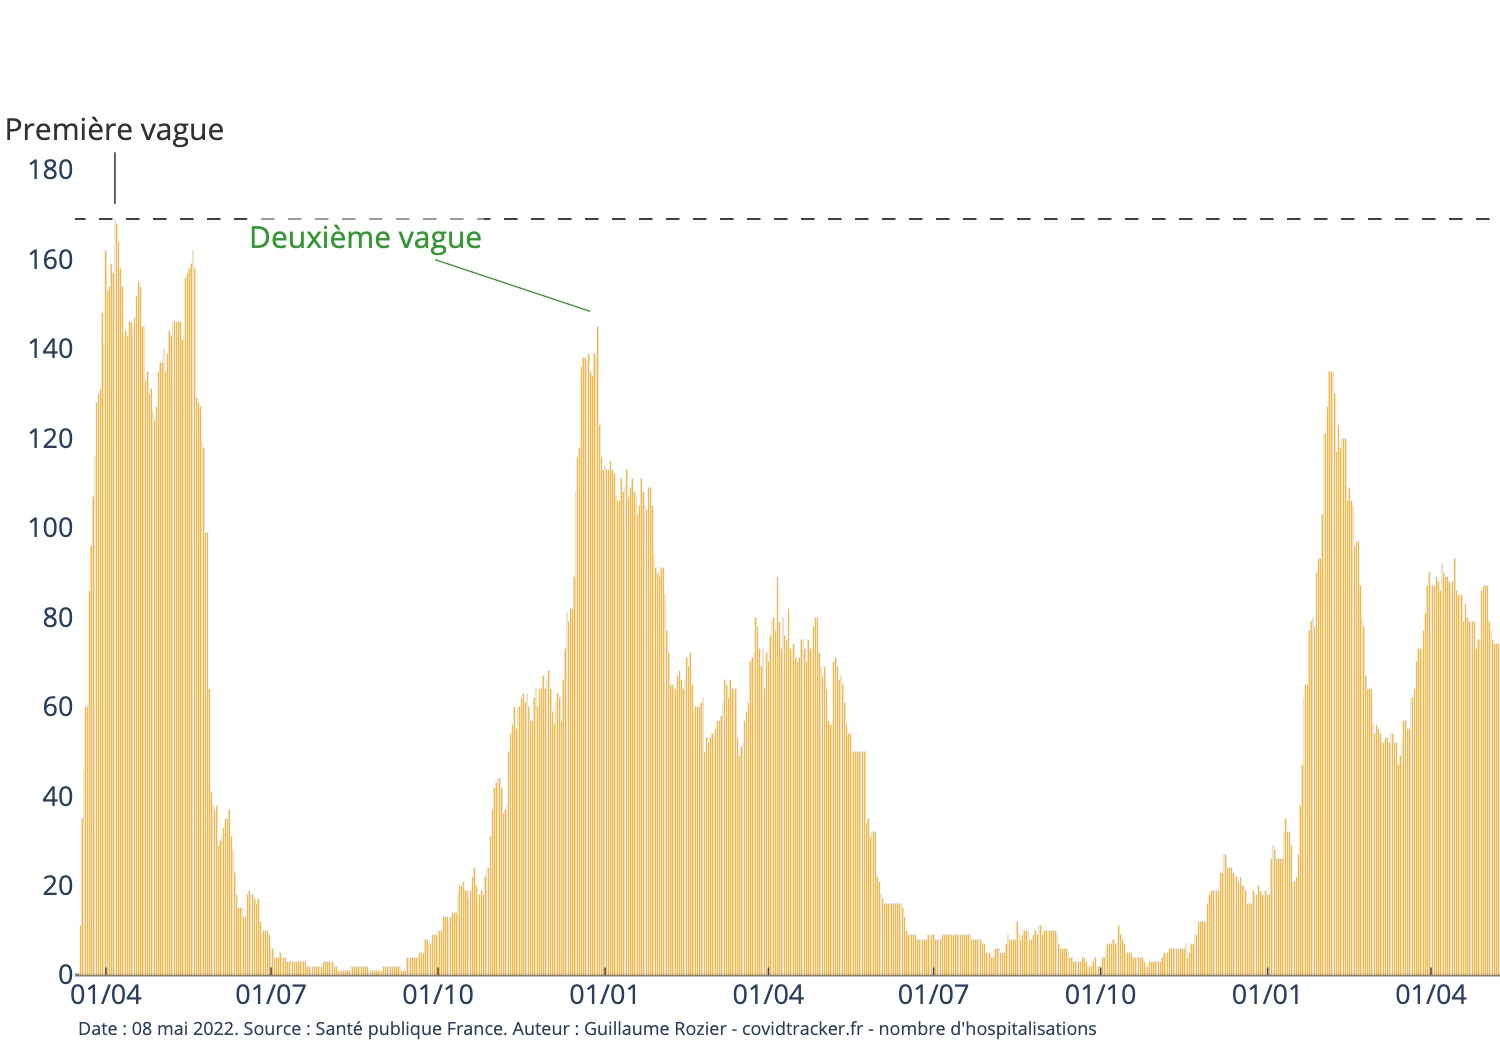 Première vague
180
Deuxième vague
160
140
120
100
80
60
40
20
0
01/04 01/07 01/10 01/01 01/04 01/07 01/10 01/01 01/04
Date : 08 mai 2022. Source : Santé publique France. Auteur : Guillaume Rozier - covidtracker.fr - nombre d'hospitalisations